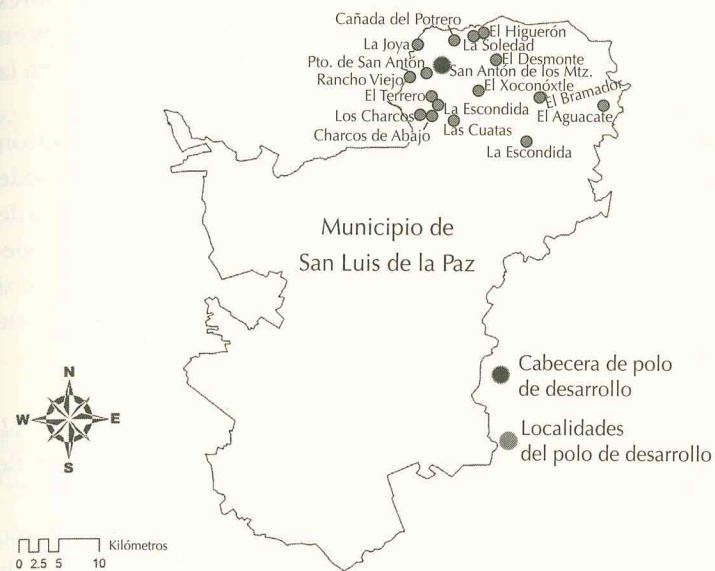 Cañada del Potrero
El Higuerón
La Joya
La Soledad
El Desmonte
Pto. de San Antón
San Antón de los Mtz.
Rancho Viejo
El Xoconóxtle
El Terrero
El Bramador
La Escondida
El Aguacate
Los Charcos
Las Cuatas
Charcos de Abajo
La Escondida
Municipio de
San Luis de la Paz
Cabecera de polo
de desarrollo
Localidades
del polo de desarrollo
N
W E
S
Kilómetros
0 2.5 5 10